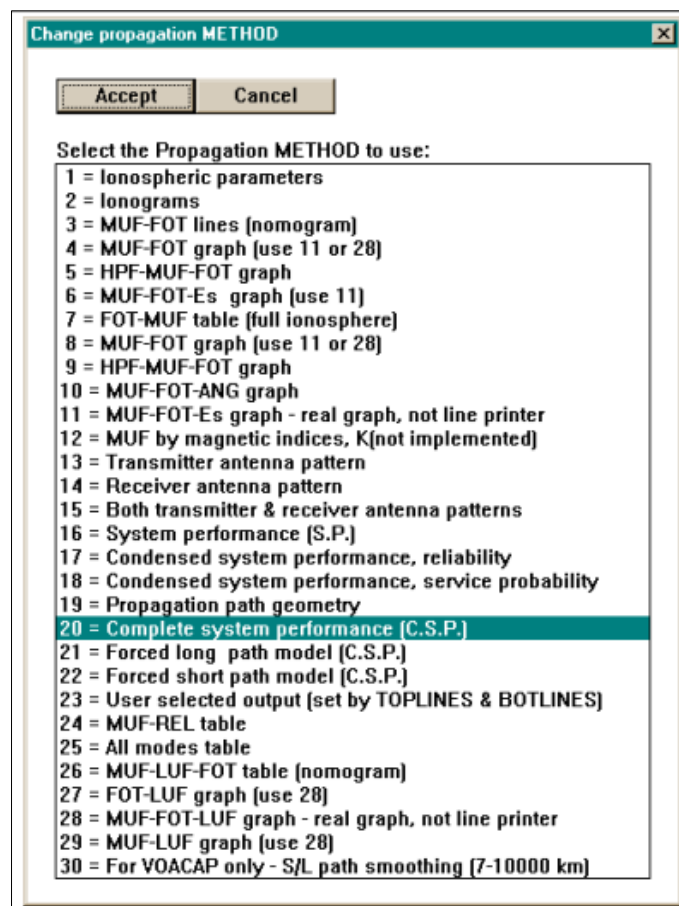 Change propagation METHOD
Accept Cancel
Select the Propagation METHOD to use:
1 = Ionospheric parameters
2 = Ionograms
3 = MUF-FOT lines (nomogram)
4 = MUF-FOT graph (use 11 or 28)
5 = HPF-MUF-FOT graph
6 = MUF-FOT-Es graph (use 11)
7 = FOT-MUF table (full ionosphere)
8 = MUF-FOT graph (use 11 or 28)
9 = HPF-MUF-FOT graph
10 = MUF-FOT-ANG graph
11 = MUF-FOT-Es graph - real graph, not line printer
12 = MUF by magnetic indices, K(not implemented)
13 = Transmitter antenna pattern
14 = Receiver antenna pattern
15 = Both transmitter & receiver antenna patterns
16 = System performance (S.P.)
17 = Condensed system performance, reliability
18 = Condensed system performance, service probability
19 = Propagation path geometry
20 = Complete system performance (C.S.P.)
21 = Forced long path model (C.S.P.)
22 = Forced short path model (C.S.P.)
23 = User selected output (set by TOPLINES & BOTLINES)
24 = MUF-REL table
25 = All modes table
26 = MUF-LUF-FOT table (nomogram)
27 = FOT-LUF graph (use 28)
28 = MUF-FOT-LUF graph - real graph, not line printer
29 = MUF-LUF graph (use 28)
30 = For VOACAP only - S/L path smoothing (7-10000 km)